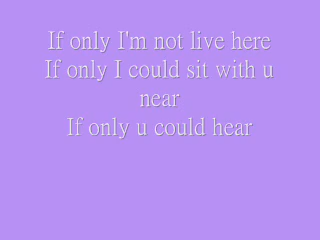 If only I'm not live here
If only I could sit with u
near
If only u could hear